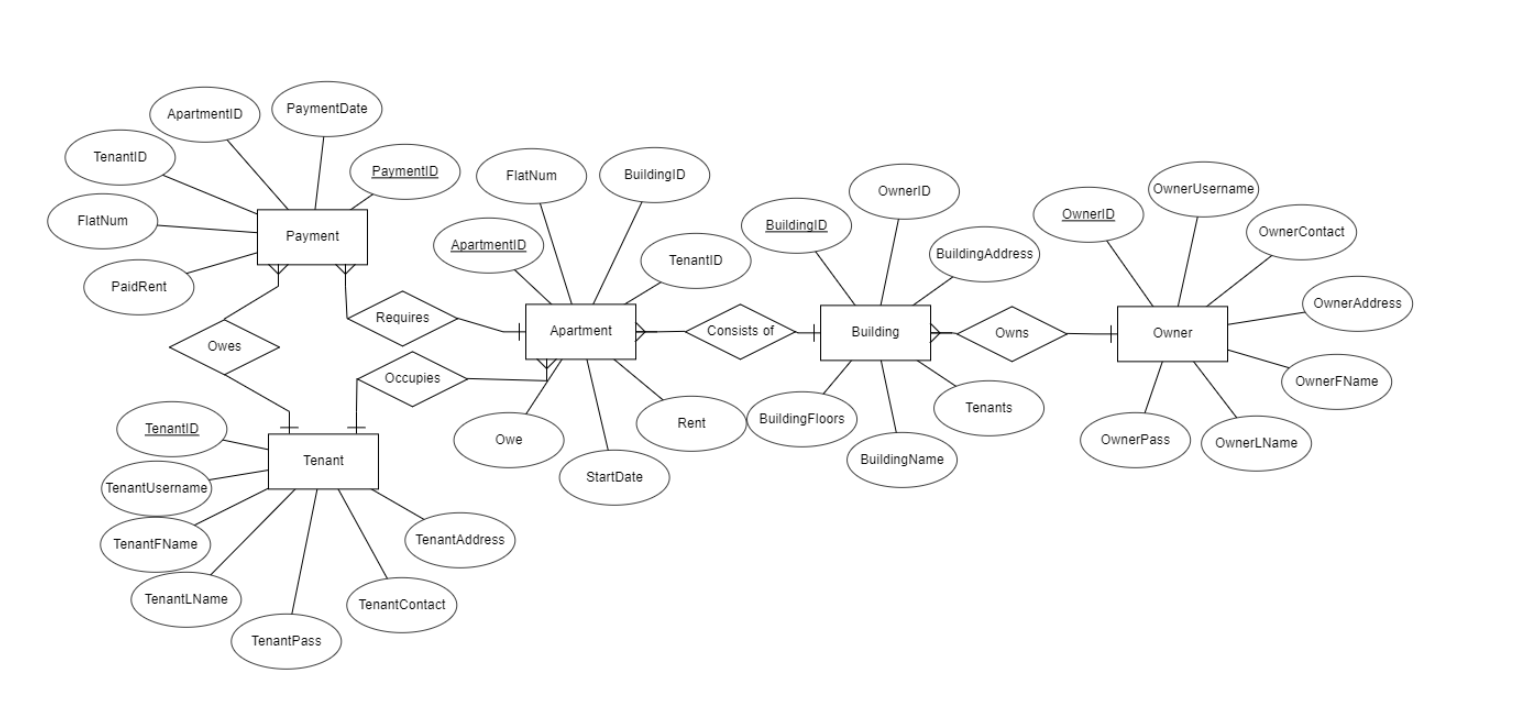 PaymentDate
ApartmentID
TenantID
PaymentID
FlatNum
Payment
PaidRent
FlatNum
BuildingID
ApartmentID
TenantID
Requires
Apartment
Owes
Occupies
Owe
StartDate
Rent
Consists of
OwnerID
BuildingID
BuildingAddress
Building
Tenants
BuildingFloors
BuildingName
Owns
OwnerUsername
OwnerID
OwnerContact
OwnerAddress
Owner
OwnerFName
OwnerPass
OwnerLName
TenantID
Tenant
TenantUsername
TenantFName
TenantAddress
TenantLName
TenantContact
TenantPass